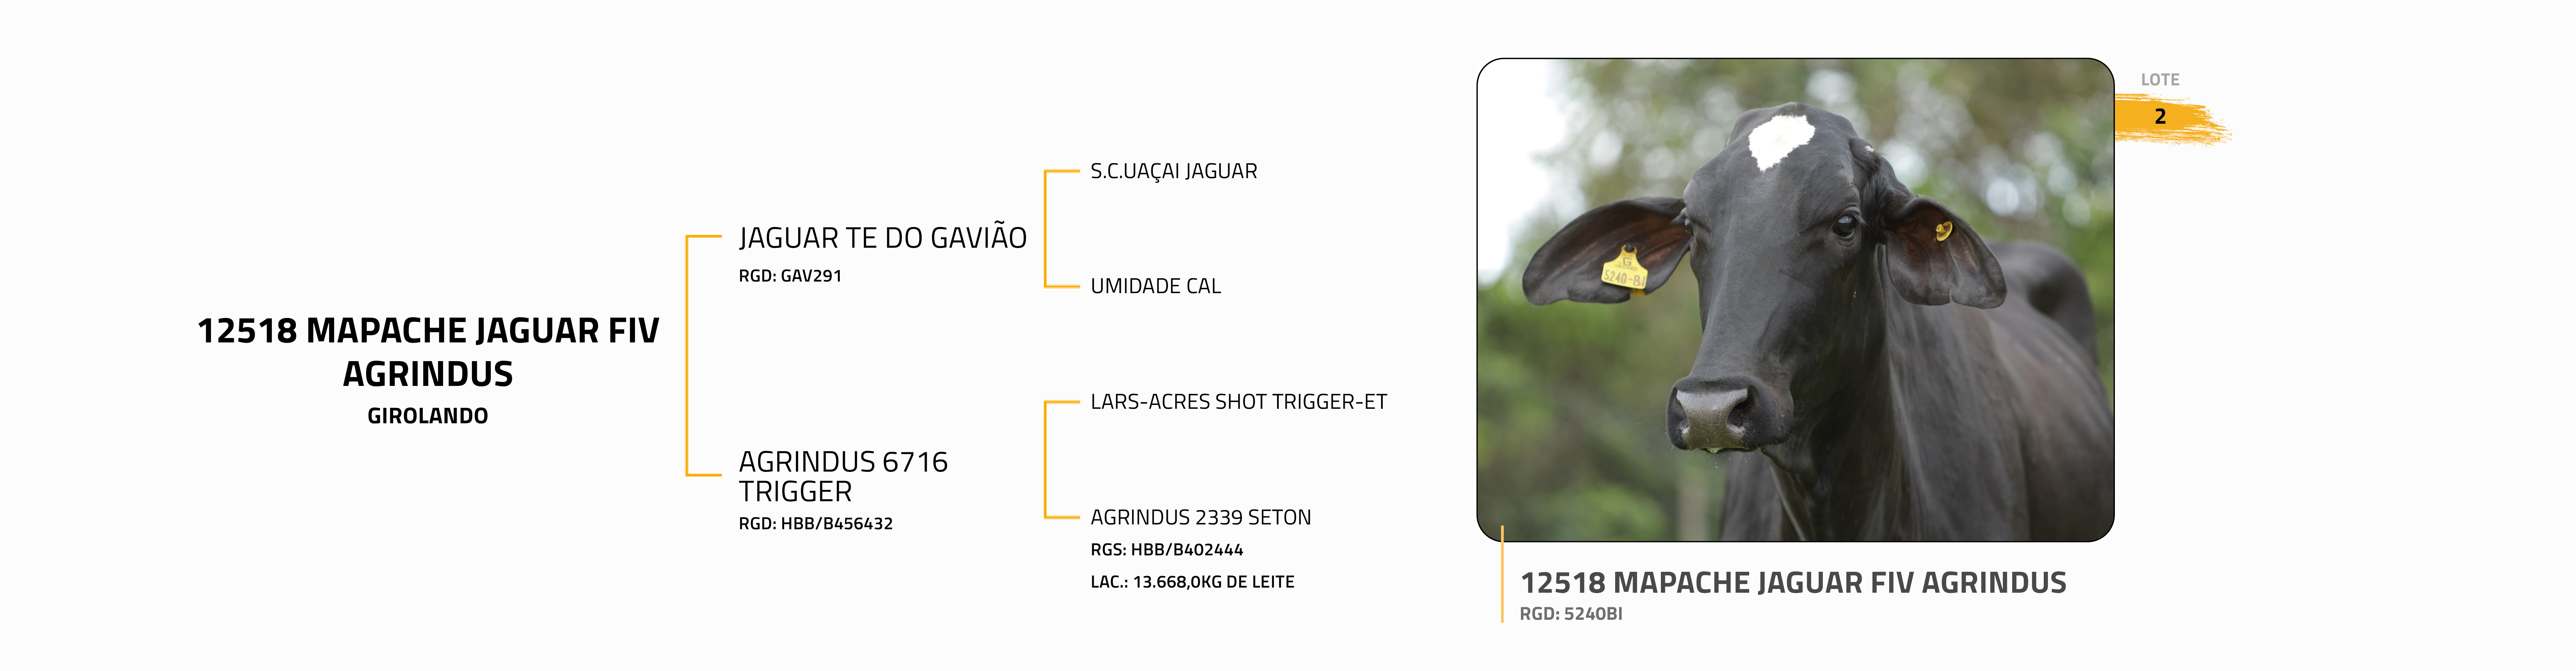 12518 MAPACHE JAGUAR FIV
AGRINDUS
GIROLANDO
JAGUAR TE DO GAVIÃO
RGD: GAV291
AGRINDUS 6716
TRIGGER
RGD: HBB/B456432
S.C.UAÇAI JAGUAR
UMIDADE CAL
LARS-ACRES SHOT TRIGGER-ET
AGRINDUS 2339 SETON
RGS: HBB/B402444
LAC.: 13.668,0KG DE LEITE
LOTE
2
G
5240-BI
12518 MAPACHE JAGUAR FIV AGRINDUS
RGD: 5240BI